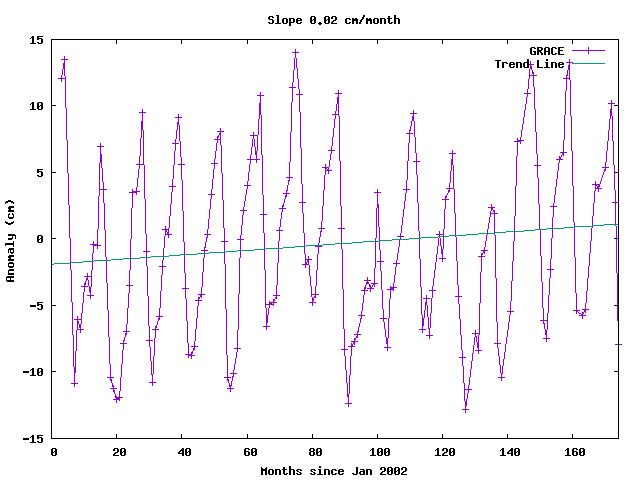 Slope 0.02 cm/month
GRACE
Trend Line
15
10
5
0
-5
-10
-15
Anomaly (cm)
0 20 40 60 80 100 120 140 160
Months since Jan 2002